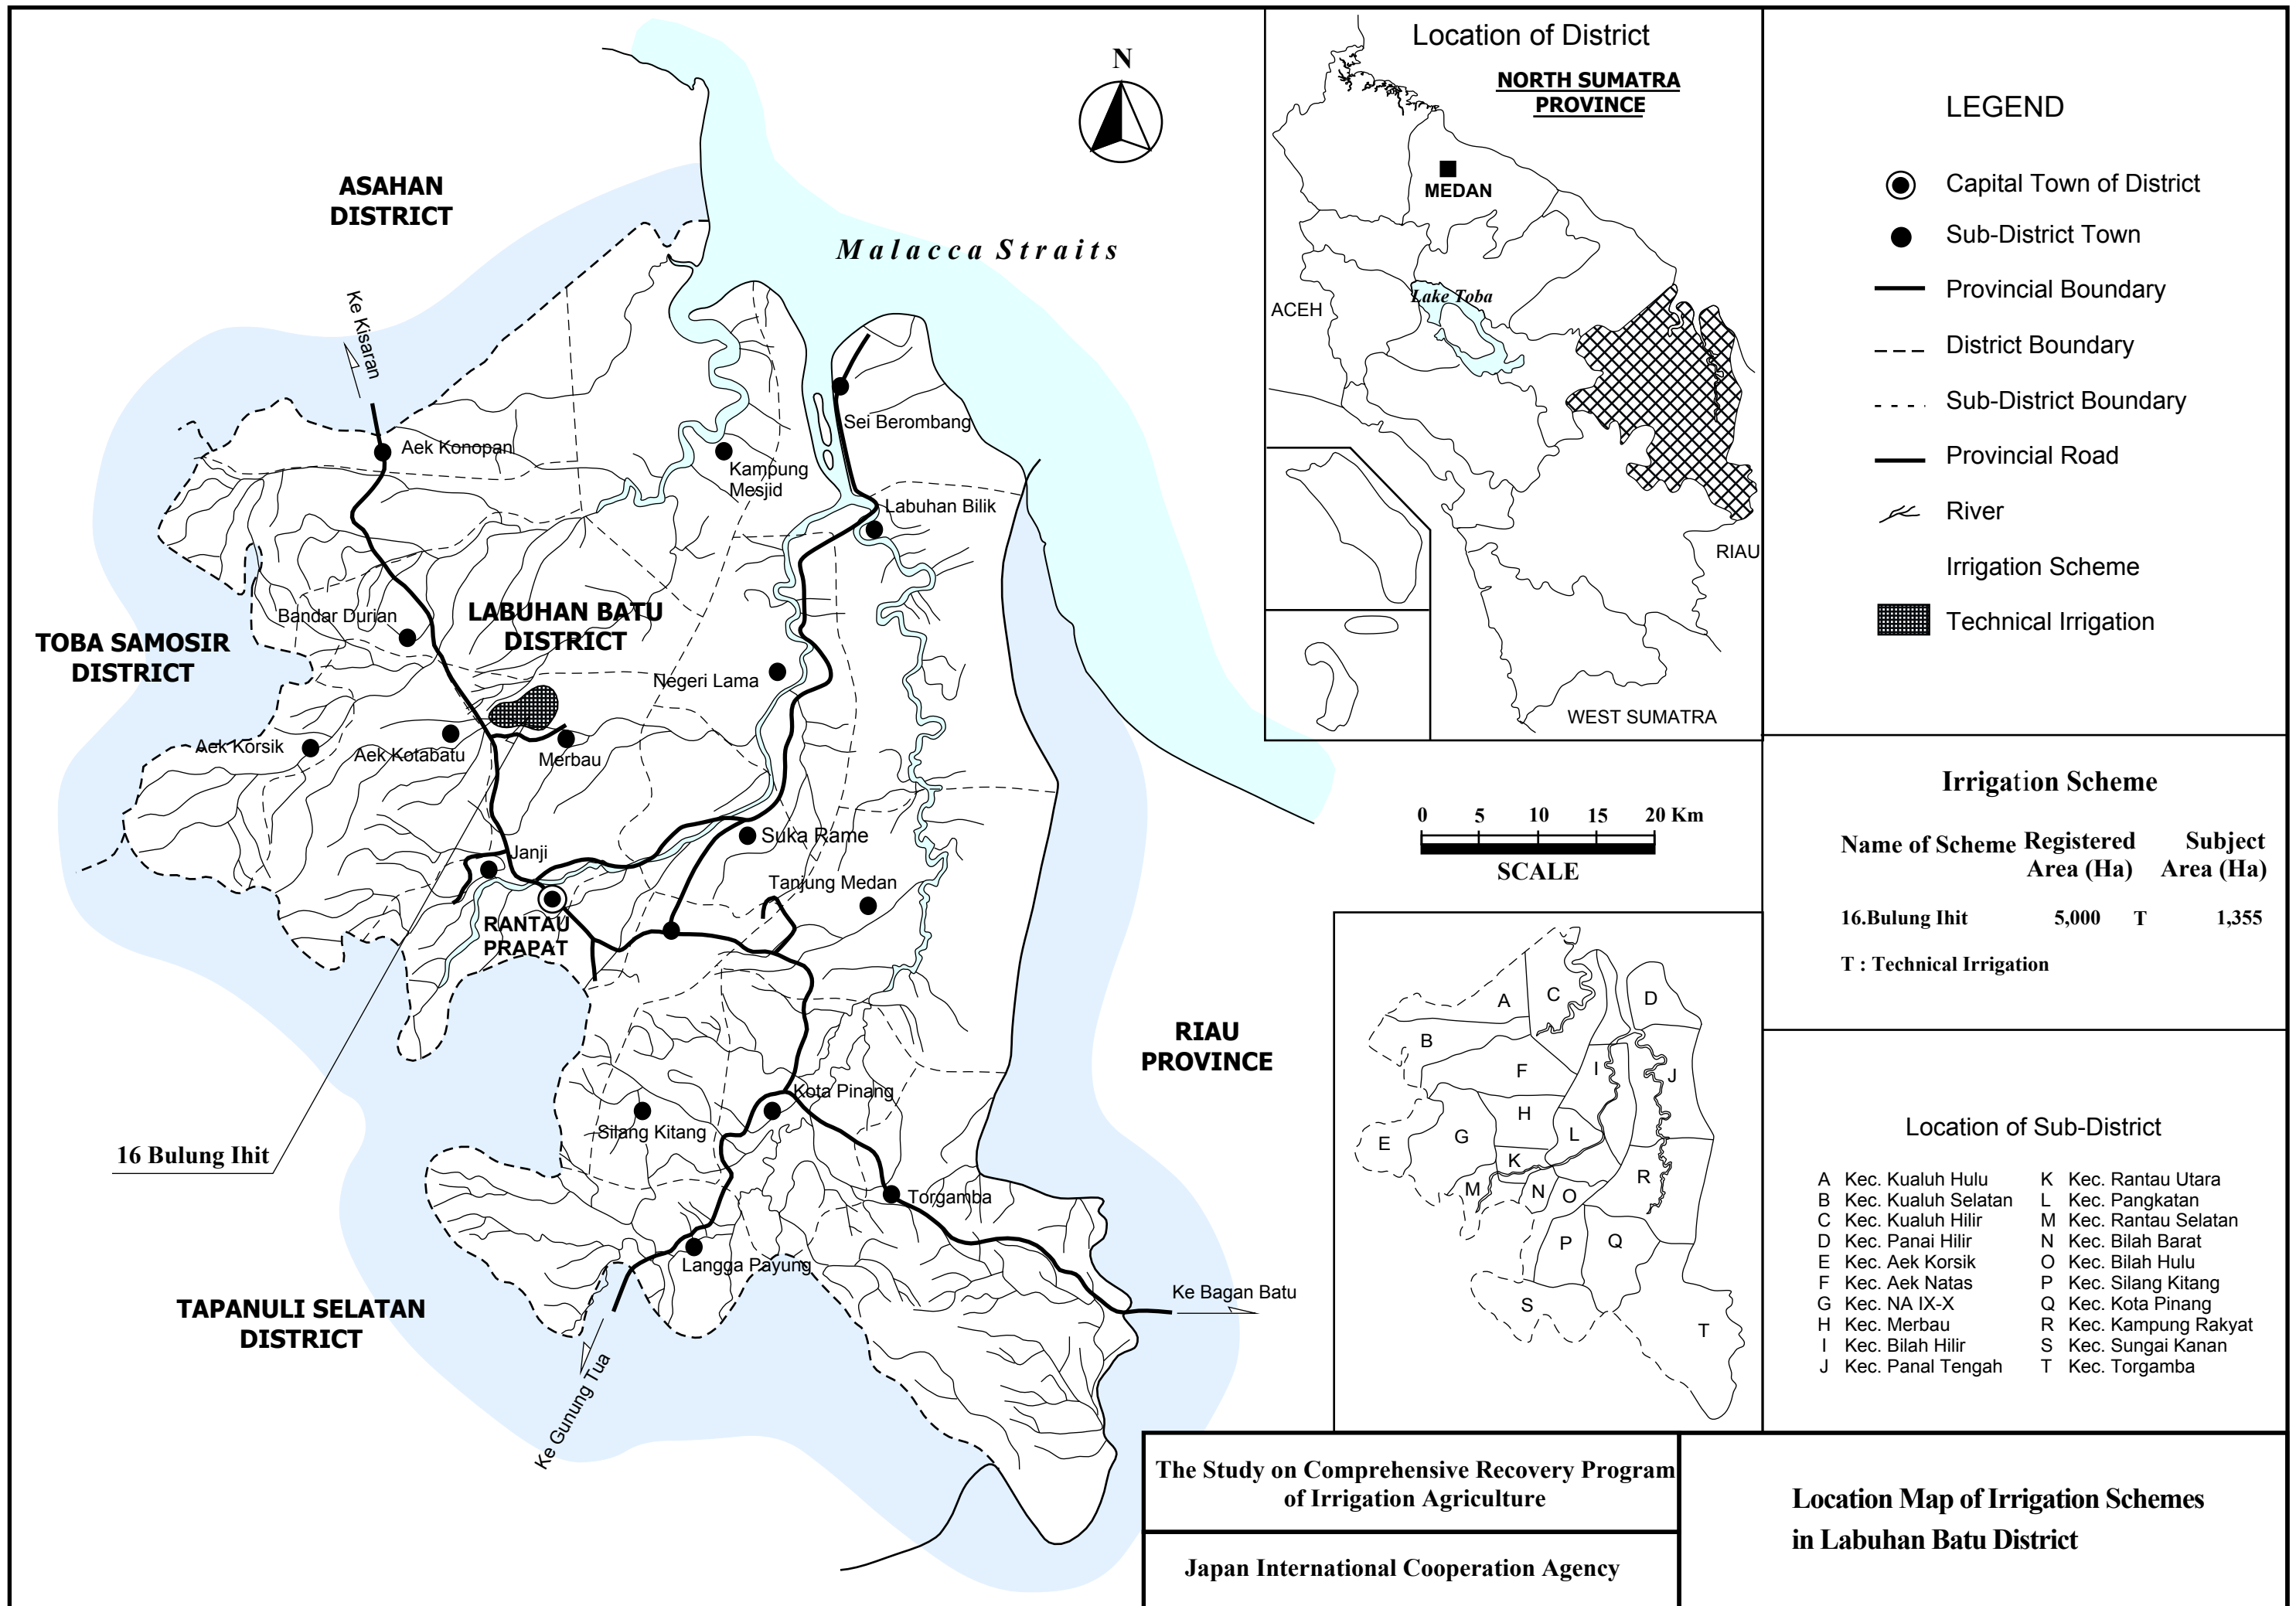 N
ASAHAN
DISTRICT
Malacca Straits
Ke Kisaran
Aek Konopan
Sei Berombang
Kampung
Mesjid
Labuhan Bilik
Bandar Durian
LABUHAN BATU
DISTRICT
TOBA SAMOSIR
DISTRICT
Negeri Lama
Aek Korsik
Aek Kotabatu
Merbau
Suka Rame
Janji
Tanjung Medan
RANTAU
PRAPAT
RIAU
PROVINCE
Kota Pinang
Silang Kitang
16 Bulung Ihit
Torgamba
Langga Payung
Ke Bagan Batu
TAPANULI SELATAN
DISTRICT
Ke Gunung Tua
Location of District
NORTH SUMATRA
PROVINCE
MEDAN
Lake Toba
ACEH
RIAU
WEST SUMATRA
0 5 10 15 20 Km
SCALE
A
C
D
B
F
I
J
H
E
G
L
K
R
M
N
O
P
Q
S
T
LEGEND
Capital Town of District
Sub-District Town
Provincial Boundary
District Boundary
Sub-District Boundary
Provincial Road
River
Irrigation Scheme
Technical Irrigation
Irrigation Scheme
Name of Scheme Registered Subject
Area (Ha) Area (Ha)
16.Bulung Ihit 5,000 T 1,355
T : Technical Irrigation
Location of Sub-District
A Kec. Kualuh Hulu K Kec. Rantau Utara
B Kec. Kualuh Selatan L Kec. Pangkatan
C Kec. Kualuh Hilir M Kec. Rantau Selatan
D Kec. Panai Hilir N Kec. Bilah Barat
E Kec. Aek Korsik O Kec. Bilah Hulu
F Kec. Aek Natas P Kec. Silang Kitang
G Kec. NA IX-X Q Kec. Kota Pinang
H Kec. Merbau R Kec. Kampung Rakyat
I Kec. Bilah Hilir S Kec. Sungai Kanan
J Kec. Panal Tengah T Kec. Torgamba
The Study on Comprehensive Recovery Program
of Irrigation Agriculture
Japan International Cooperation Agency
Location Map of Irrigation Schemes
in Labuhan Batu District